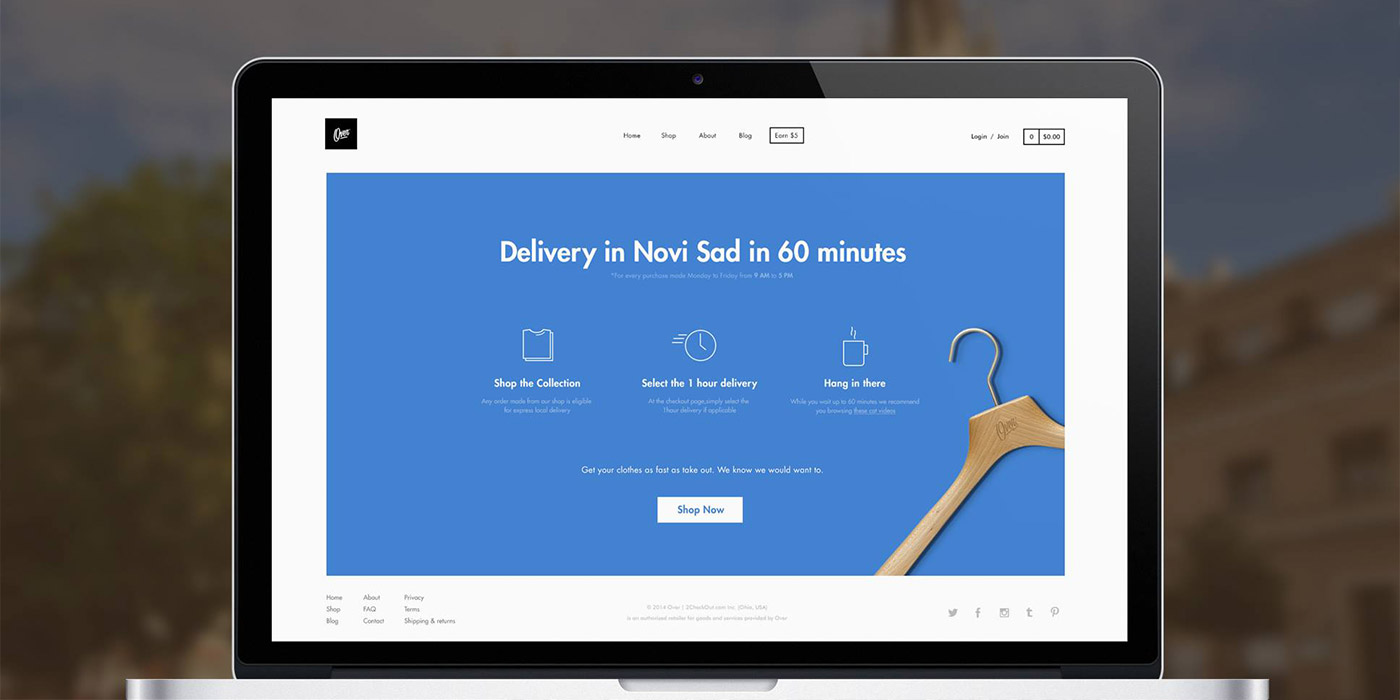 Over
Home Shop About Blog Earn $5
Login / Join 0 $0.00
Delivery in Novi Sad in 60 minutes
*For every purchase made Monday to Friday from 9 AM to 5 PM
Shop the Collection
Any order made from our shop is eligible
for express local delivery
Select the 1 hour delivery
At the checkout page,simply select the
1hour delivery if applicable
Hang in there
While you wait up to 60 minutes we recommend
you browsing these cat videos
Over
Get your clothes as fast as take out. We know we would want to.
Shop Now
Home About Privacy
Shop FAQ Terms
Blog Contact Shipping & returns
© 2014 Over | 2CheckOut.com Inc. (Ohio, USA)
is an authorized retailer for goods and services provided by Over